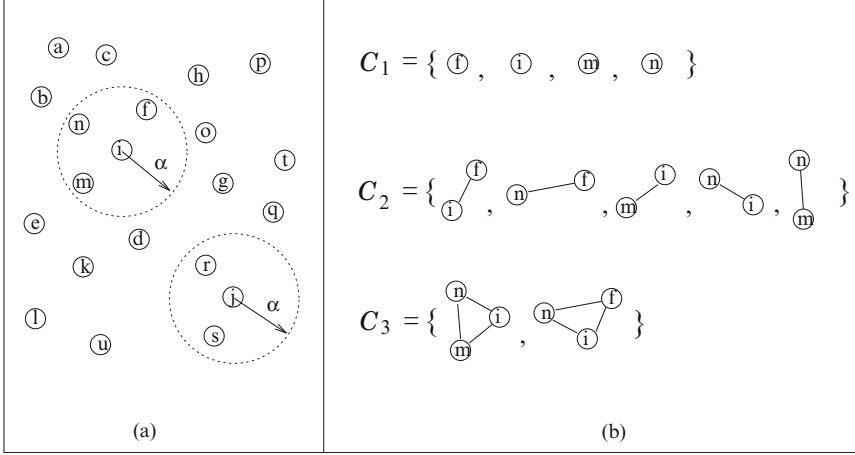 a c h p
b n f o
i α t
m g
e d q
k r
j α
l s
u
(a)
C1 = { f , i , m , n }
C2 = { i f , n f , m i , n i , n m }
C3 = { n i m , n f i }
(b)